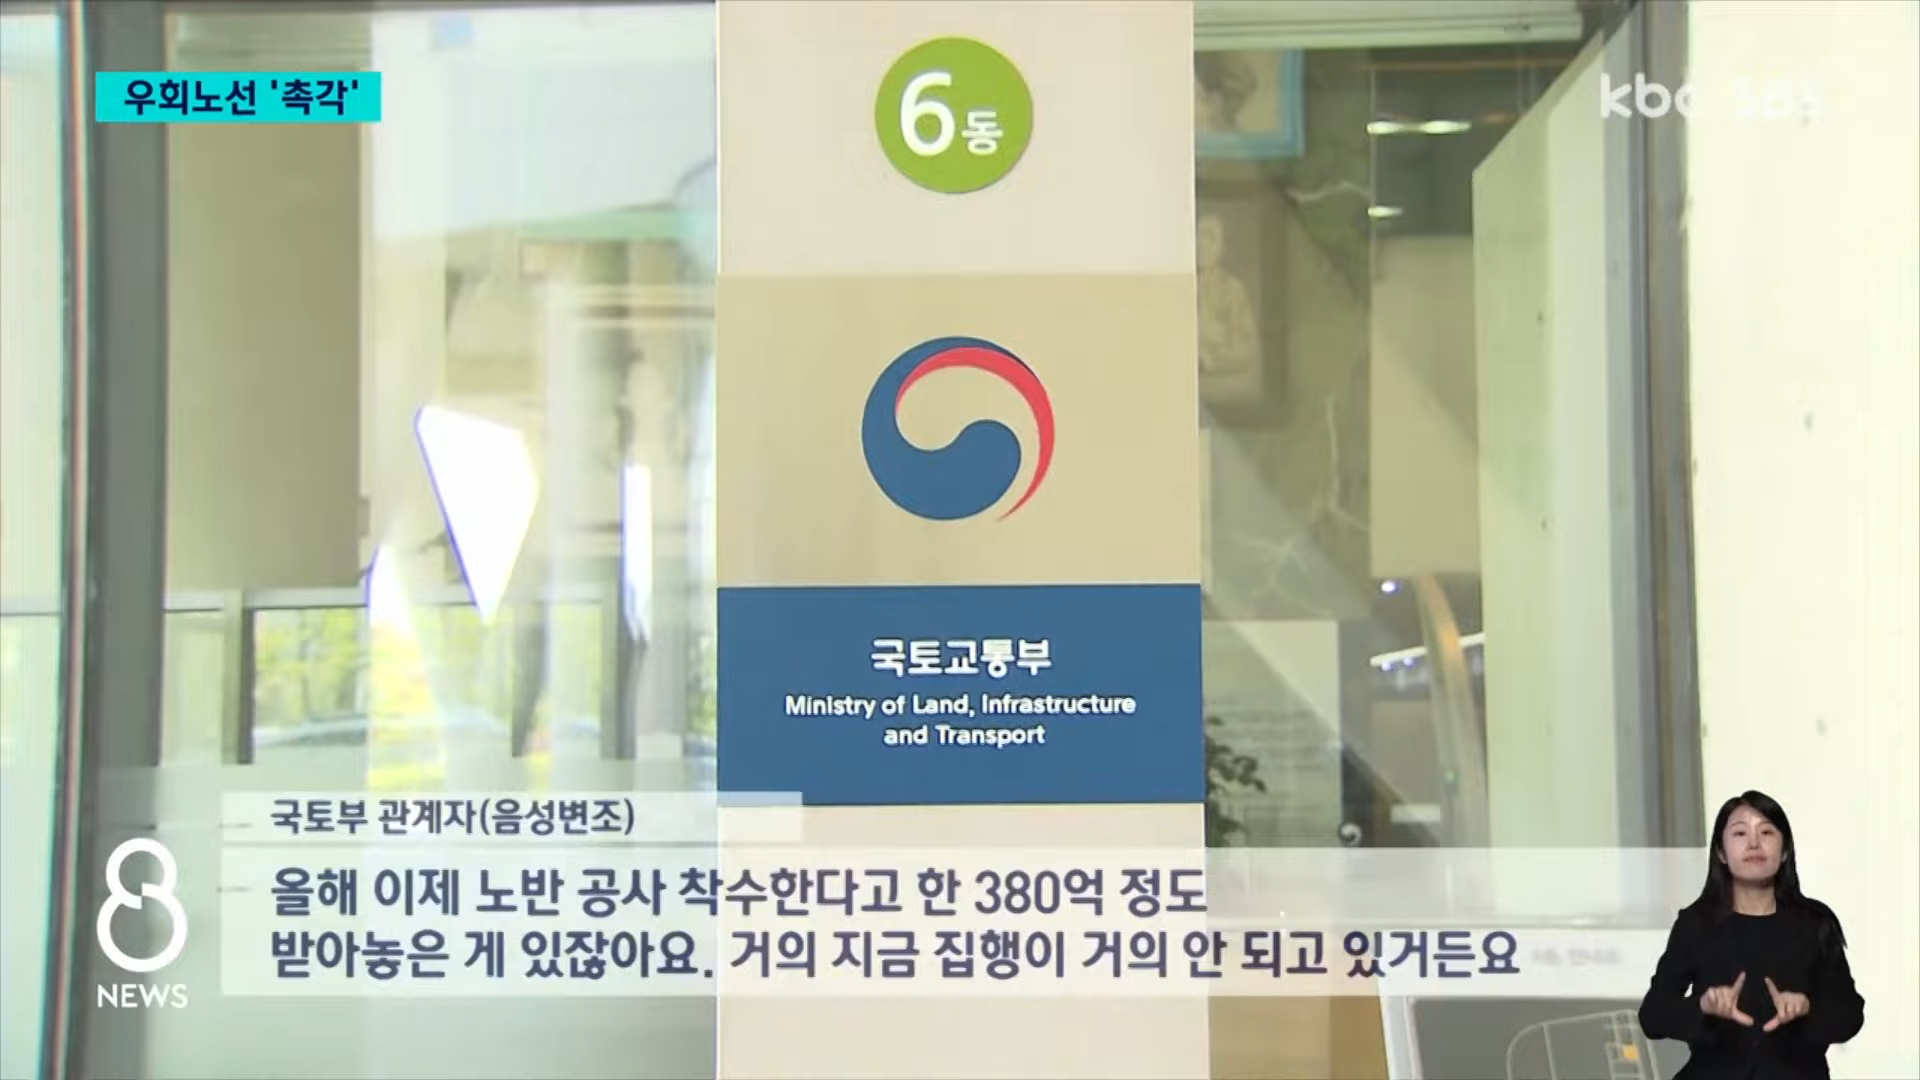 우회노선 '촉각'
kbc SBS
6동
국토교통부
Ministry of Land, Infrastructure
and Transport
국토부 관계자(음성변조)
올해 이제 노반 공사 착수한다고 한 380억 정도
받아놓은 게 있잖아요. 거의 지금 집행이 거의 안 되고 있거든요
8
NEWS